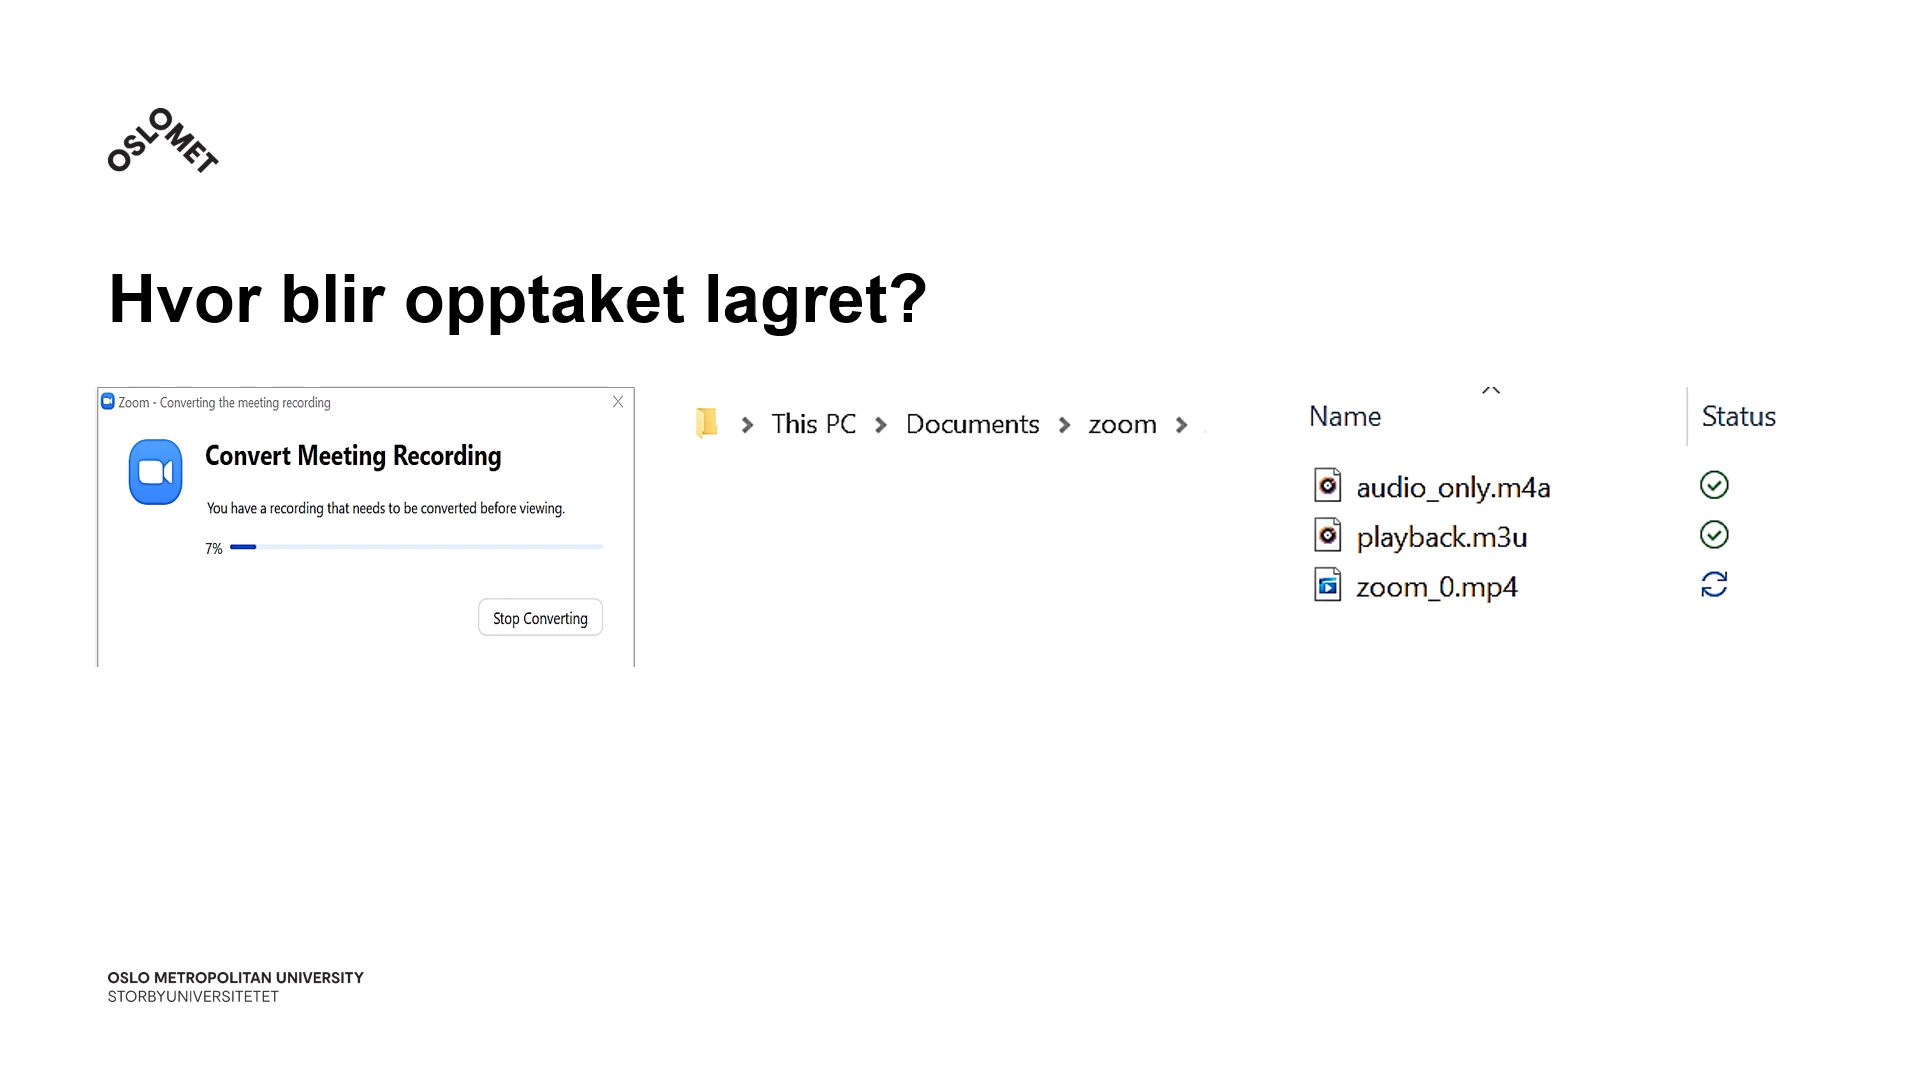 OSLOMET
Hvor blir opptaket lagret?
Zoom - Converting the meeting recording
Convert Meeting Recording
You have a recording that needs to be converted before viewing.
7%
Stop Converting
This PC > Documents > zoom >
Name Status
audio_only.m4a
playback.m3u
zoom_0.mp4
OSLO METROPOLITAN UNIVERSITY
STORBYUNIVERSITETET